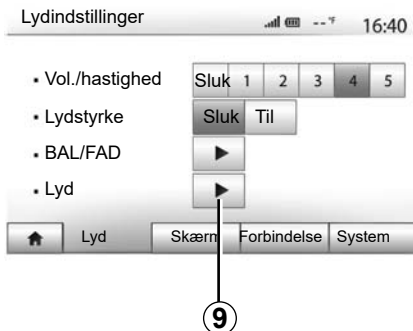 Lydindstillinger --°F 16:40
• Vol./hastighed Sluk 1 2 3 4 5
• Lydstyrke Sluk Til
• BAL/FAD
• Lyd
Lyd Skærm Forbindelse System
9